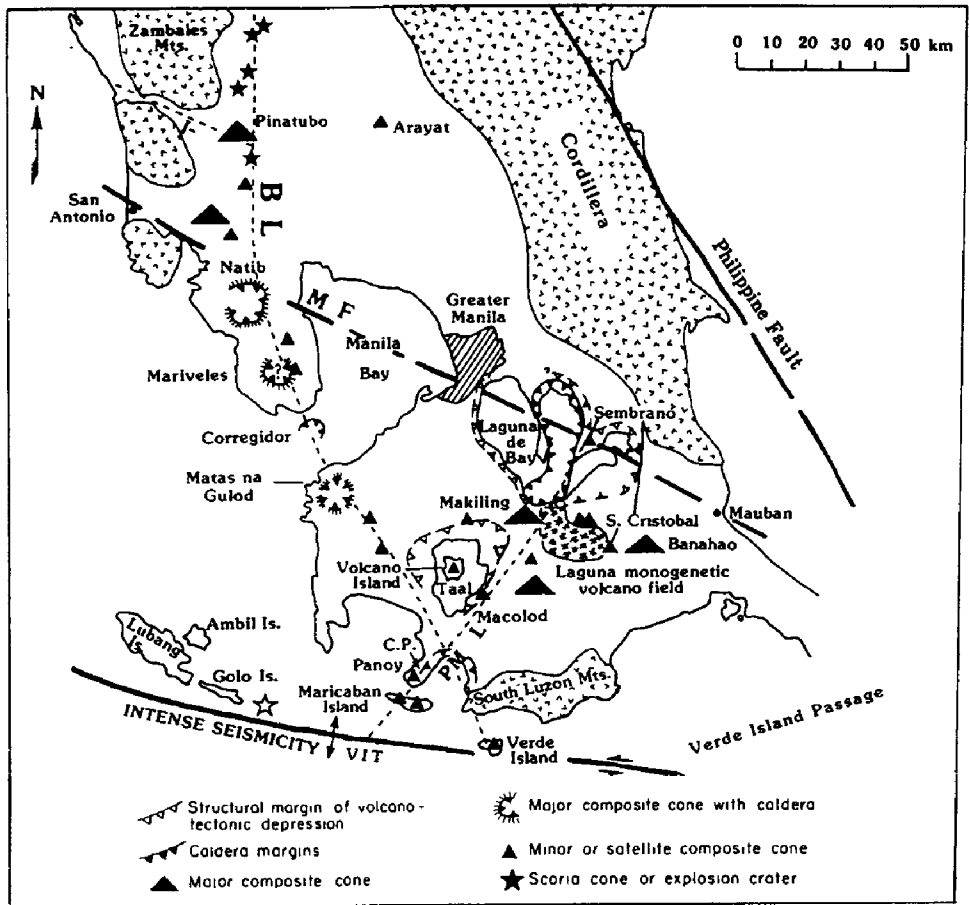 Zambales
Mts.
0 10 20 30 40 50 km
N
Pinatubo
Arayat
Cordillera
San
Antonio
B L
Philippine Fault
Natib
M F
Greater
Manila
Manila
Bay
Mariveles
Sembrano
Laguna
de
Bay
Corregidor
Matas na
Gulod
Makiling
S. Cristobal
Mauban
Banahao
Volcano
Island
Taal
Laguna monogenetic
volcano field
Macolod
Ambil Is.
Lubang
Is.
C.P.
Panoy
PM L
Golo Is.
Maricaban
Island
South Luzon Mts.
INTENSE SEISMICITY VIT
Verde
Island
Verde Island Passage
Structural margin of volcano-
tectonic depression
Caldera margins
Major composite cone
Major composite cone with caldera
Minor or satellite composite cone
Scoria cone or explosion crater